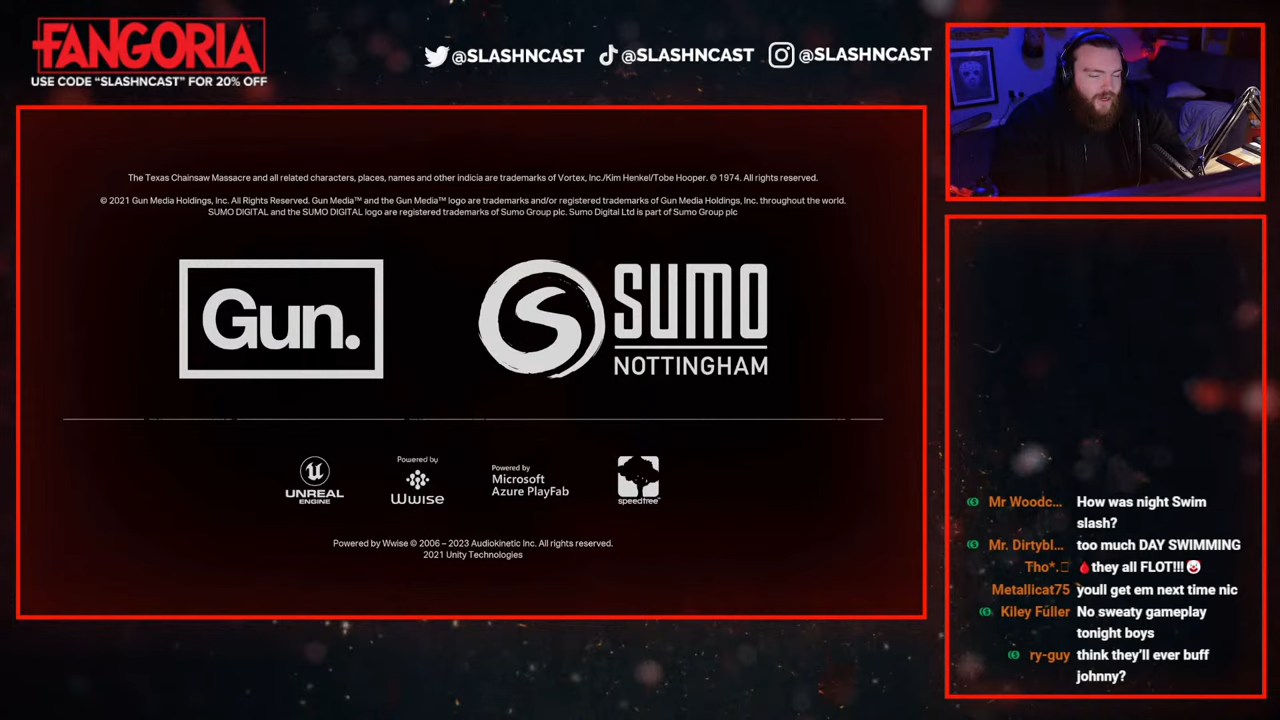 FANGORIA
USE CODE “SLASHNCAST” FOR 20% OFF
@SLASHNCAST @SLASHNCAST @SLASHNCAST
The Texas Chainsaw Massacre and all related characters, places, names and other indicia are trademarks of Vortex, Inc./Kim Henkel/Tobe Hooper. © 1974. All rights reserved.
© 2021 Gun Media Holdings, Inc. All Rights Reserved. Gun Media™ and the Gun Media™ logo are trademarks and/or registered trademarks of Gun Media Holdings, Inc. throughout the world.
SUMO DIGITAL and the SUMO DIGITAL logo are registered trademarks of Sumo Group plc. Sumo Digital Ltd is part of Sumo Group plc
Gun.
SUMO
NOTTINGHAM
UNREAL
ENGINE
Powered by
Wwise
Powered by
Microsoft
Azure PlayFab
speedtree
Powered by Wwise © 2006 – 2023 Audiokinetic Inc. All rights reserved.
2021 Unity Technologies
Mr Woodc... How was night Swim
slash?
Mr. Dirtybl... too much DAY SWIMMING
Tho*. 🩸they all FLOT!!!🤡
Metallicat75 youll get em next time nic
Kiley Fuller No sweaty gameplay
tonight boys
ry-guy think they’ll ever buff
johnny?